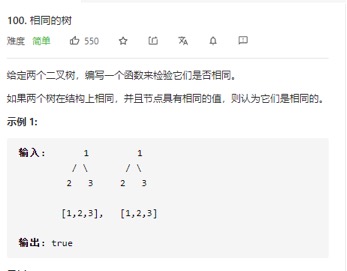 100. 相同的树
难度 简单 550
给定两个二叉树，编写一个函数来检验它们是否相同。
如果两个树在结构上相同，并且节点具有相同的值，则认为它们是相同的。
示例 1:
输入: 1 1
/ \ / \
2 3 2 3
[1,2,3], [1,2,3]
输出: true